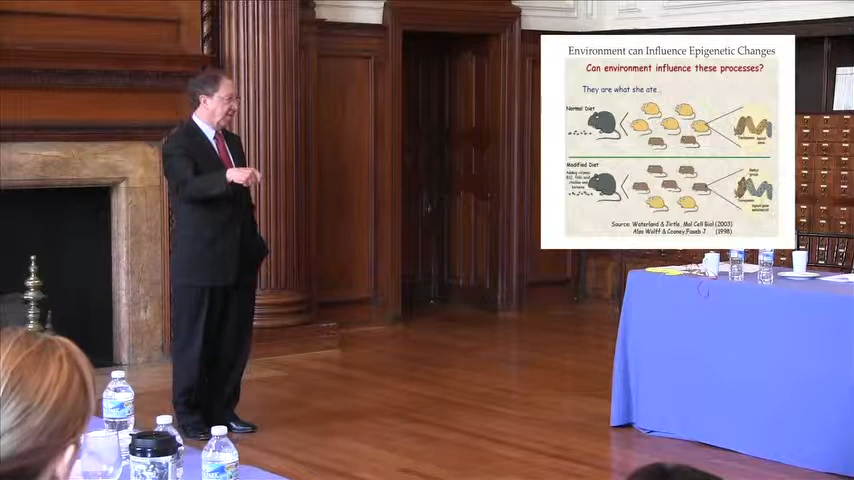 Environment can Influence Epigenetic Changes
Can environment influence these processes?
They are what she ate...
Normal Diet
Modified Diet
Source: Waterland & Jirtle, Mol Cell Biol (2003)
Also Wolff & Cooney, Faseb J (1998)